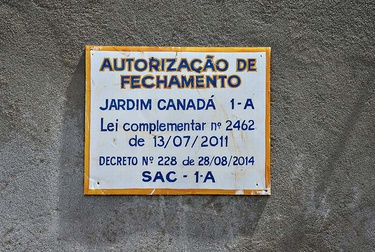 AUTORIZAÇÃO DE
FECHAMENTO
JARDIM CANADÁ 1-A
Lei complementar nº 2462
de 13/07/2011
DECRETO Nº 228 de 28/08/2014
SAC - 1-A